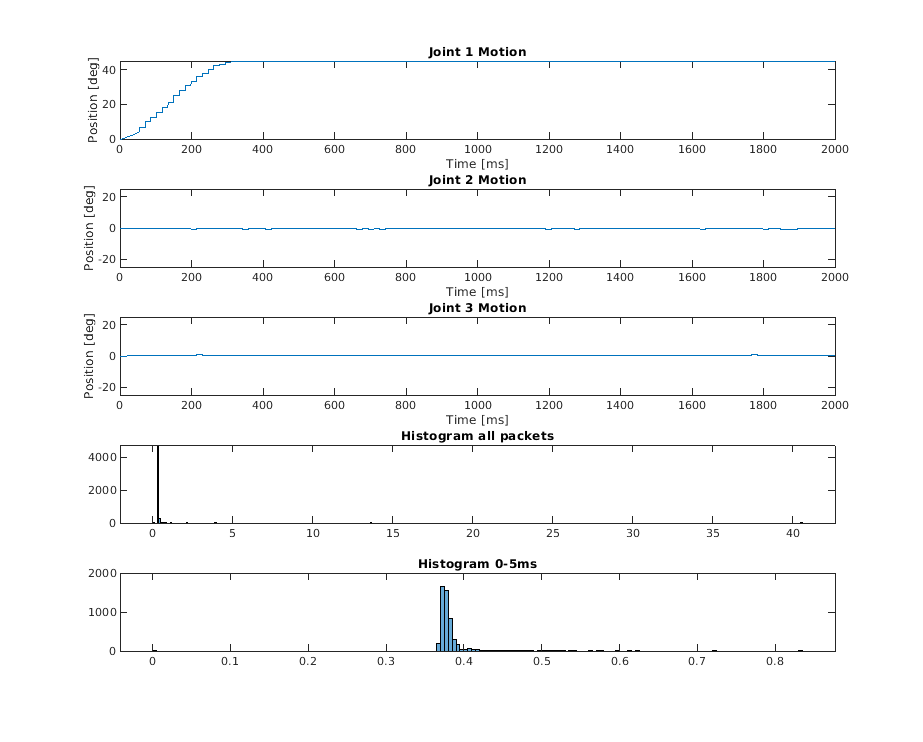 Joint 1 Motion
Position [deg]
40
20
0
0 200 400 600 800 1000 1200 1400 1600 1800 2000
Time [ms]
Joint 2 Motion
Position [deg]
20
0
-20
0 200 400 600 800 1000 1200 1400 1600 1800 2000
Time [ms]
Joint 3 Motion
Position [deg]
20
0
-20
0 200 400 600 800 1000 1200 1400 1600 1800 2000
Time [ms]
Histogram all packets
4000
2000
0
0 5 10 15 20 25 30 35 40
Histogram 0-5ms
2000
1000
0
0 0.1 0.2 0.3 0.4 0.5 0.6 0.7 0.8